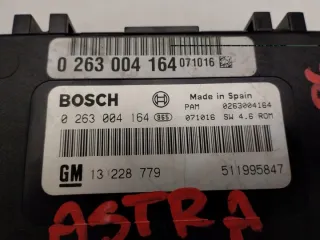 0 263 004 164 071016
BOSCH Made in Spain
PAM 0263004164
0 263 004 164 965 071016 SW 4.6 ROM
GM 13 228 779 511995847
ASTRA